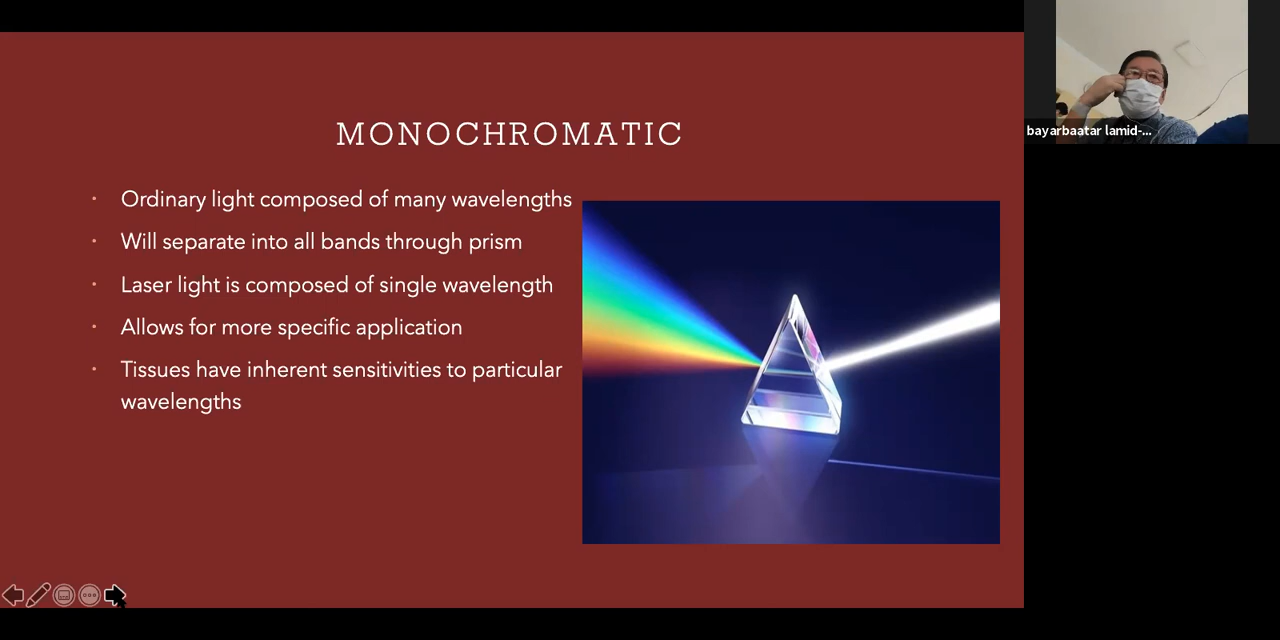 MONOCHROMATIC
Ordinary light composed of many wavelengths
Will separate into all bands through prism
Laser light is composed of single wavelength
Allows for more specific application
Tissues have inherent sensitivities to particular
wavelengths
bayarbaatar lamid-...